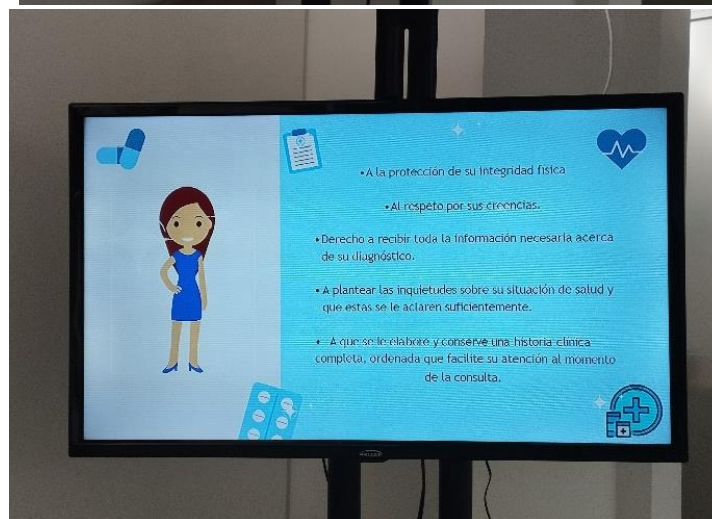 •A la protección de su integridad física
•Al respeto por sus creencias.
•Derecho a recibir toda la información necesaria acerca
de su diagnóstico.
•A plantear las inquietudes sobre su situación de salud y
que estas se le aclaren suficientemente.
• A que se le elabore y conserve una historia clínica
completa, ordenada que facilite su atención al momento
de la consulta.